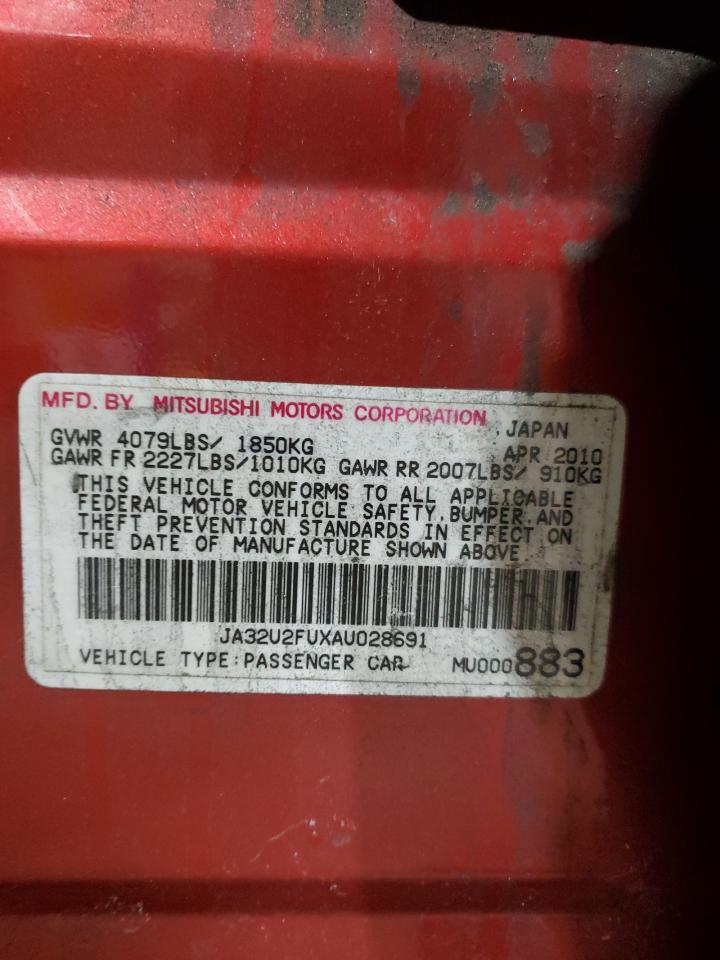 MFD. BY MITSUBISHI MOTORS CORPORATION JAPAN
GVWR 4079LBS/ 1850KG APR 2010
GAWR FR 2227LBS/1010KG GAWR RR 2007LBS/ 910KG
THIS VEHICLE CONFORMS TO ALL APPLICABLE
FEDERAL MOTOR VEHICLE SAFETY, BUMPER, AND
THEFT PREVENTION STANDARDS IN EFFECT ON
THE DATE OF MANUFACTURE SHOWN ABOVE.
JA32U2FUXAU028691
VEHICLE TYPE:PASSENGER CAR MU000883